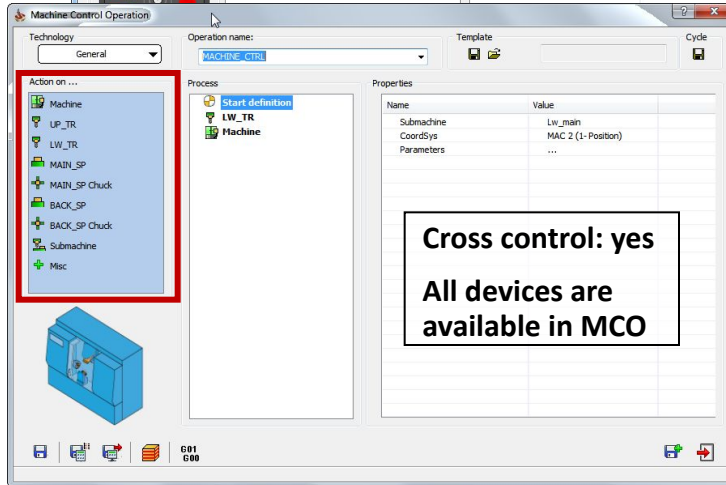 Machine Control Operation
?
Technology
General
Operation name:
MACHINE_CTRL
Template
Cycle
Action on ...
Machine
UP_TR
LW_TR
MAIN_SP
MAIN_SP Chuck
BACK_SP
BACK_SP Chuck
Submachine
Misc
Process
Start definition
LW_TR
Machine
Properties
Name Value
Submachine Lw_main
CoordSys MAC 2 (1- Position)
Parameters ...
Cross control: yes
All devices are
available in MCO
G01
G00